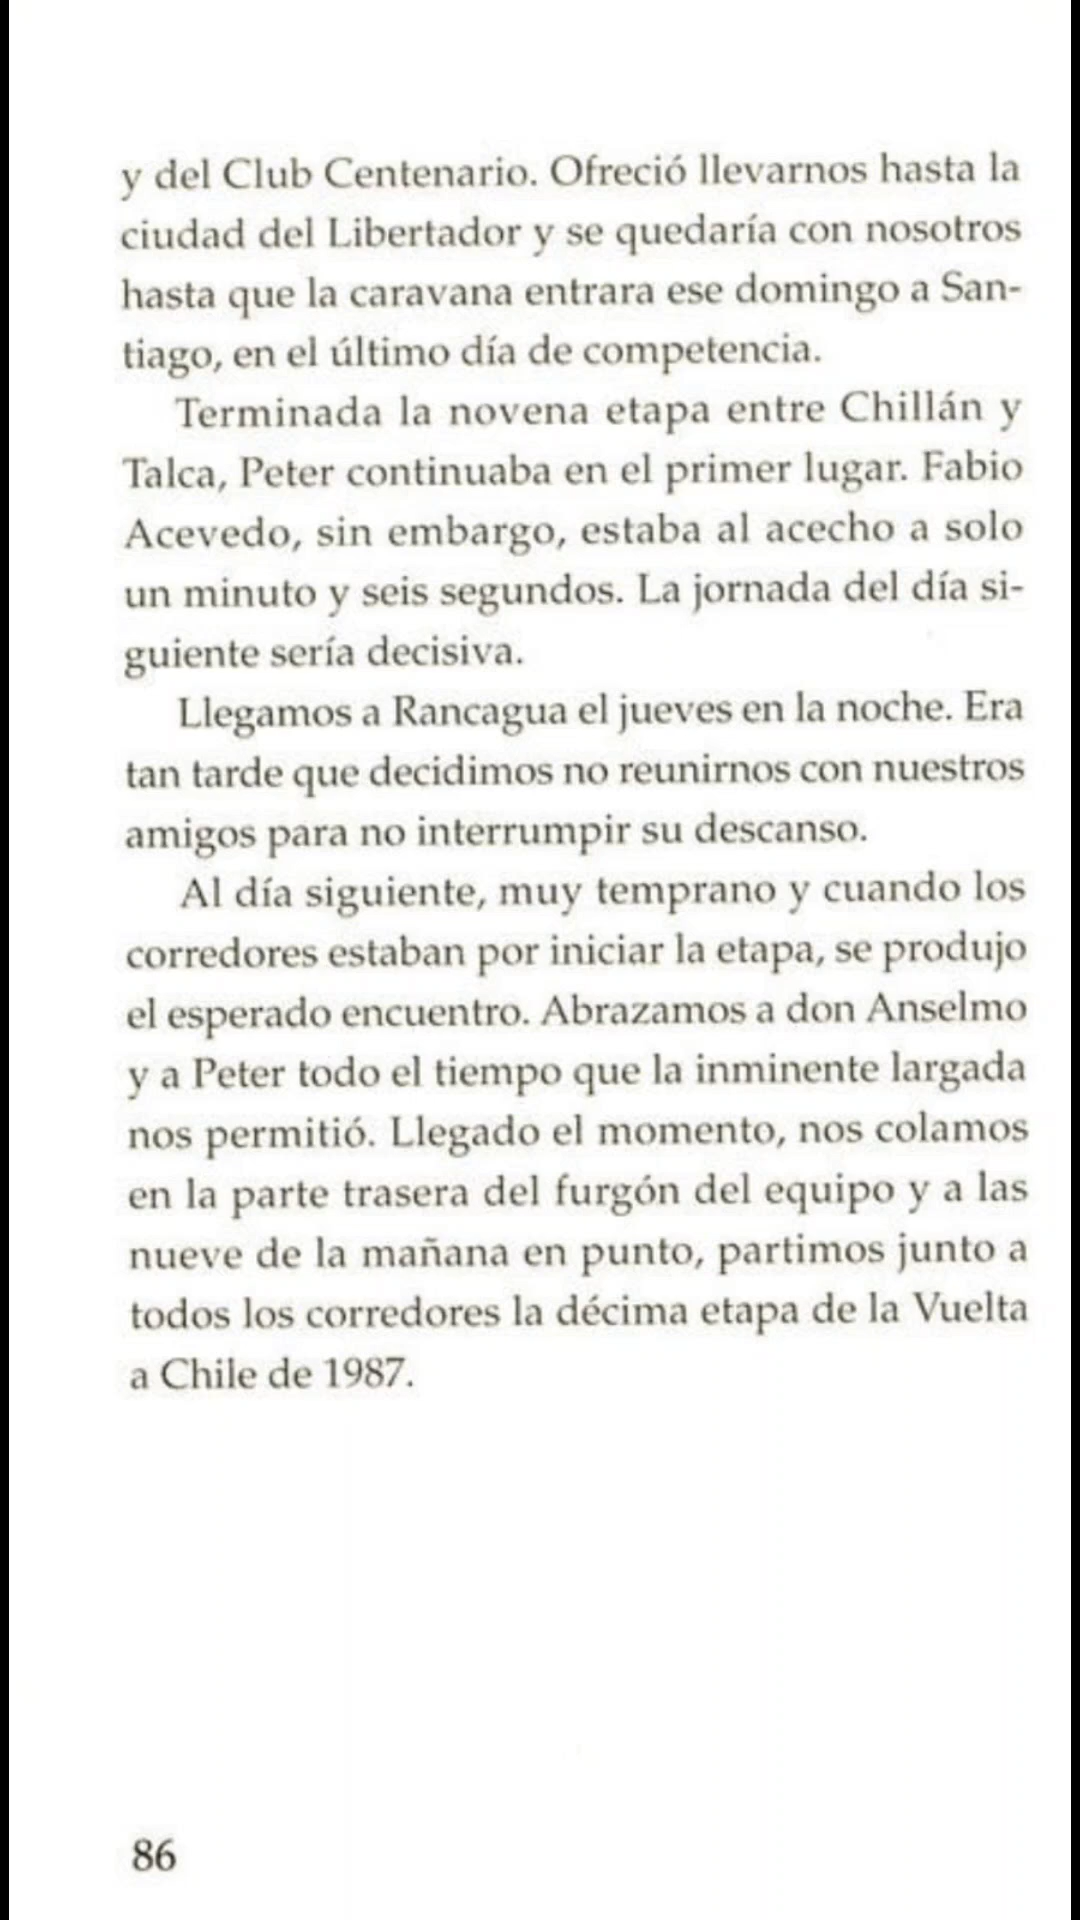 y del Club Centenario. Ofreció llevarnos hasta la
ciudad del Libertador y se quedaría con nosotros
hasta que la caravana entrara ese domingo a San-
tiago, en el último día de competencia.
Terminada la novena etapa entre Chillán y
Talca, Peter continuaba en el primer lugar. Fabio
Acevedo, sin embargo, estaba al acecho a solo
un minuto y seis segundos. La jornada del día si-
guiente sería decisiva.
Llegamos a Rancagua el jueves en la noche. Era
tan tarde que decidimos no reunirnos con nuestros
amigos para no interrumpir su descanso.
Al día siguiente, muy temprano y cuando los
corredores estaban por iniciar la etapa, se produjo
el esperado encuentro. Abrazamos a don Anselmo
y a Peter todo el tiempo que la inminente largada
nos permitió. Llegado el momento, nos colamos
en la parte trasera del furgón del equipo y a las
nueve de la mañana en punto, partimos junto a
todos los corredores la décima etapa de la Vuelta
a Chile de 1987.
86